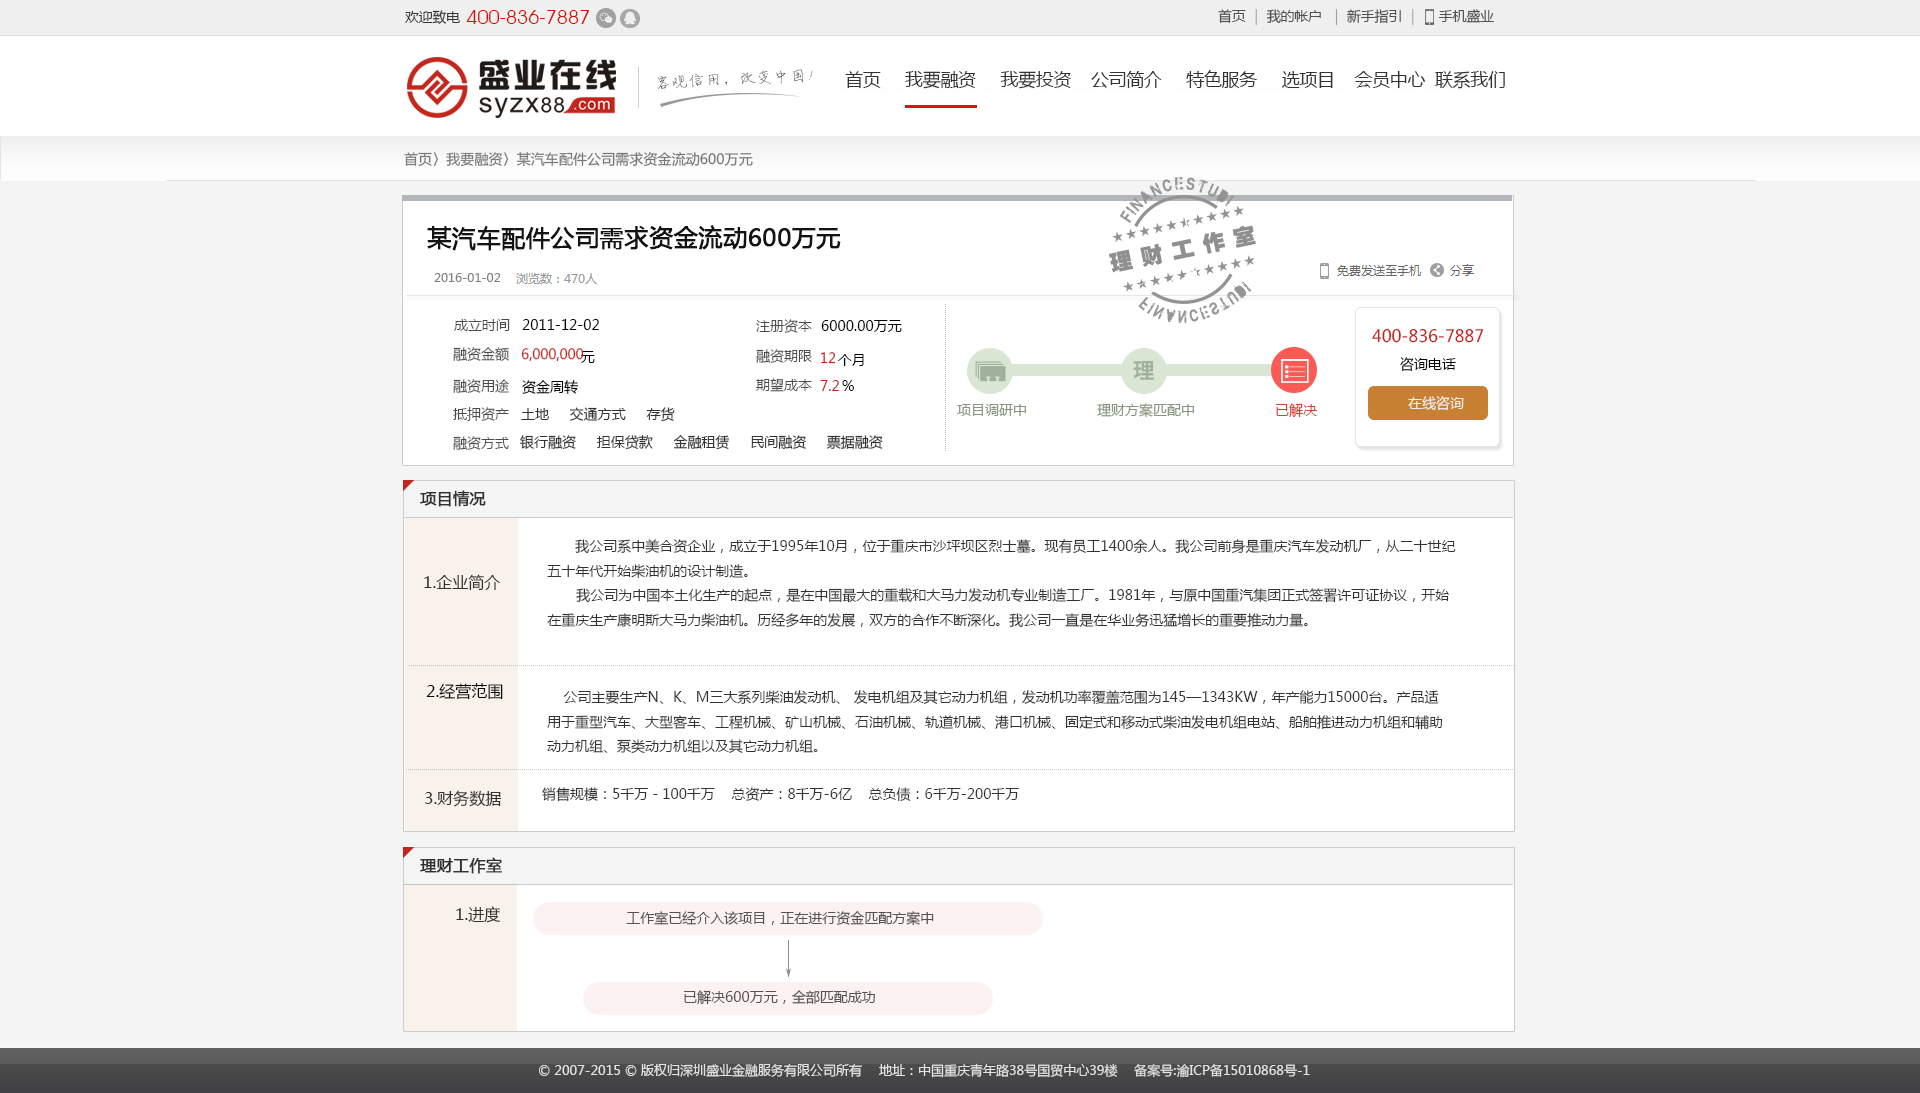 欢迎致电 400-836-7887
首页 | 我的帐户 | 新手指引 | 手机盛业
盛业在线
syzx88.com
客观信用，改变中国！
首页 我要融资 我要投资 公司简介 特色服务 选项目 会员中心 联系我们
首页〉我要融资〉某汽车配件公司需求资金流动600万元
某汽车配件公司需求资金流动600万元
2016-01-02 浏览数：470人
FINANCESTUDI
理财工作室
FINANCESTUDI
免费发送至手机 分享
成立时间 2011-12-02
注册资本 6000.00万元
融资金额 6,000,000元
融资期限 12 个月
融资用途 资金周转
期望成本 7.2 %
抵押资产 土地 交通方式 存货
融资方式 银行融资 担保贷款 金融租赁 民间融资 票据融资
理
项目调研中 理财方案匹配中 已解决
400-836-7887
咨询电话
在线咨询
项目情况
1.企业简介
我公司系中美合资企业，成立于1995年10月，位于重庆市沙坪坝区烈士墓。现有员工1400余人。我公司前身是重庆汽车发动机厂，从二十世纪
五十年代开始柴油机的设计制造。
我公司为中国本土化生产的起点，是在中国最大的重载和大马力发动机专业制造工厂。1981年，与原中国重汽集团正式签署许可证协议，开始
在重庆生产康明斯大马力柴油机。历经多年的发展，双方的合作不断深化。我公司一直是在华业务迅猛增长的重要推动力量。
2.经营范围
公司主要生产N、K、M三大系列柴油发动机、 发电机组及其它动力机组，发动机功率覆盖范围为145—1343KW，年产能力15000台。产品适
用于重型汽车、大型客车、工程机械、矿山机械、石油机械、轨道机械、港口机械、固定式和移动式柴油发电机组电站、船舶推进动力机组和辅助
动力机组、泵类动力机组以及其它动力机组。
3.财务数据
销售规模：5千万 - 100千万 总资产：8千万-6亿 总负债：6千万-200千万
理财工作室
1.进度
工作室已经介入该项目，正在进行资金匹配方案中
已解决600万元，全部匹配成功
© 2007-2015 © 版权归深圳盛业金融服务有限公司所有 地址：中国重庆青年路38号国贸中心39楼 备案号:渝ICP备15010868号-1